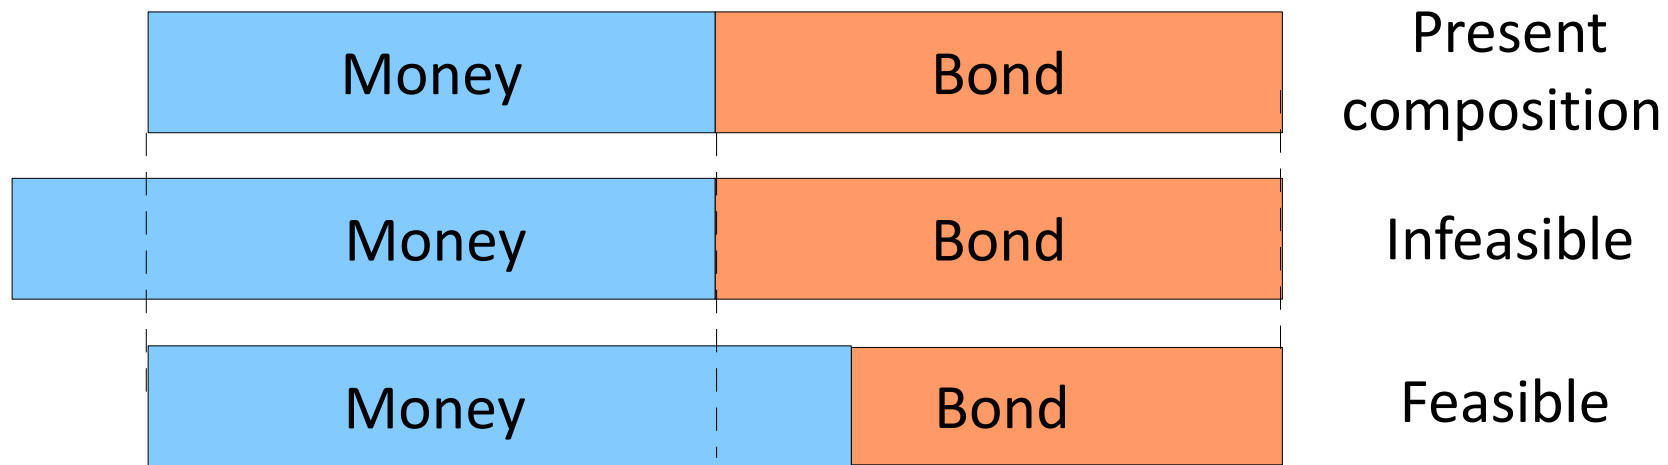 Money Bond Present
composition
Money Bond Infeasible
Money Bond Feasible